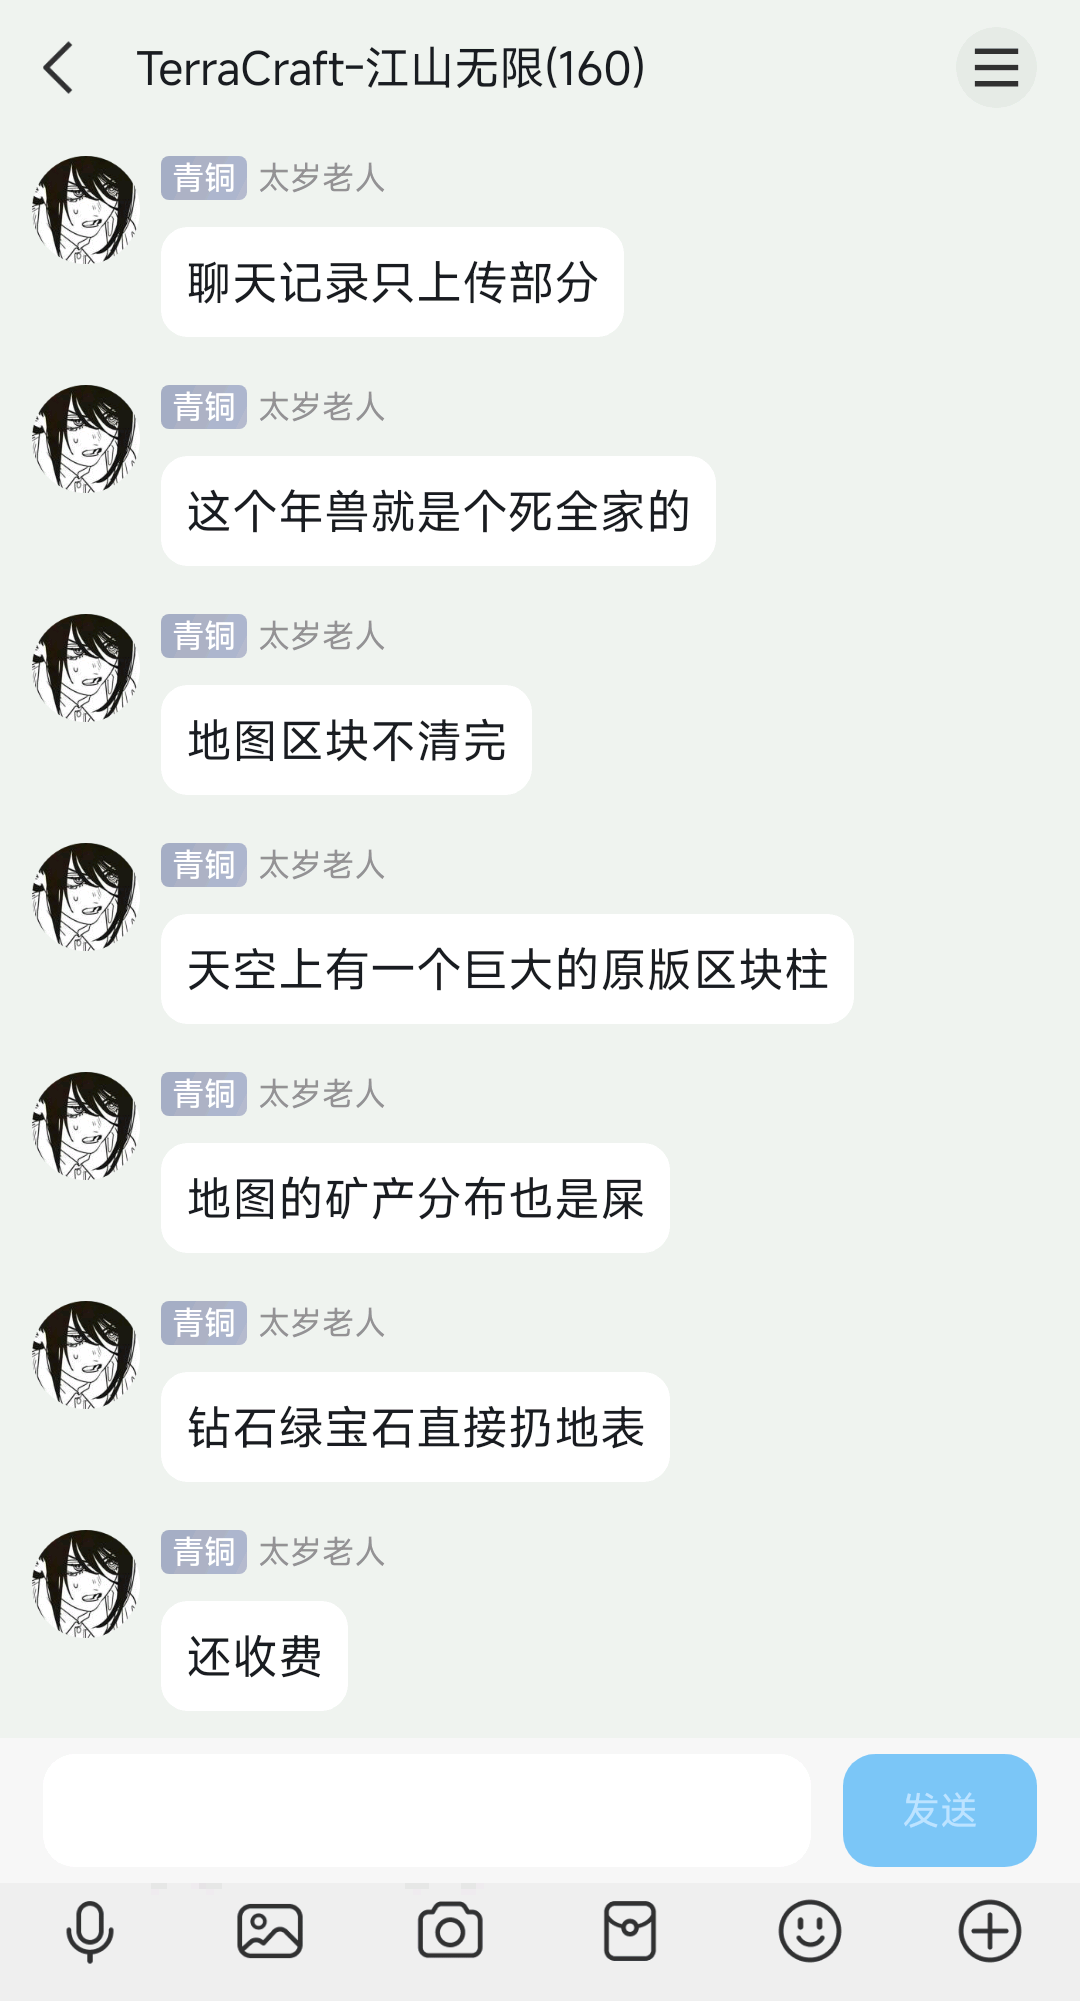 TerraCraft-江山无限(160)
青铜 太岁老人
聊天记录只上传部分
青铜 太岁老人
这个年兽就是个死全家的
青铜 太岁老人
地图区块不清完
青铜 太岁老人
天空上有一个巨大的原版区块柱
青铜 太岁老人
地图的矿产分布也是屎
青铜 太岁老人
钻石绿宝石直接扔地表
青铜 太岁老人
还收费
发送